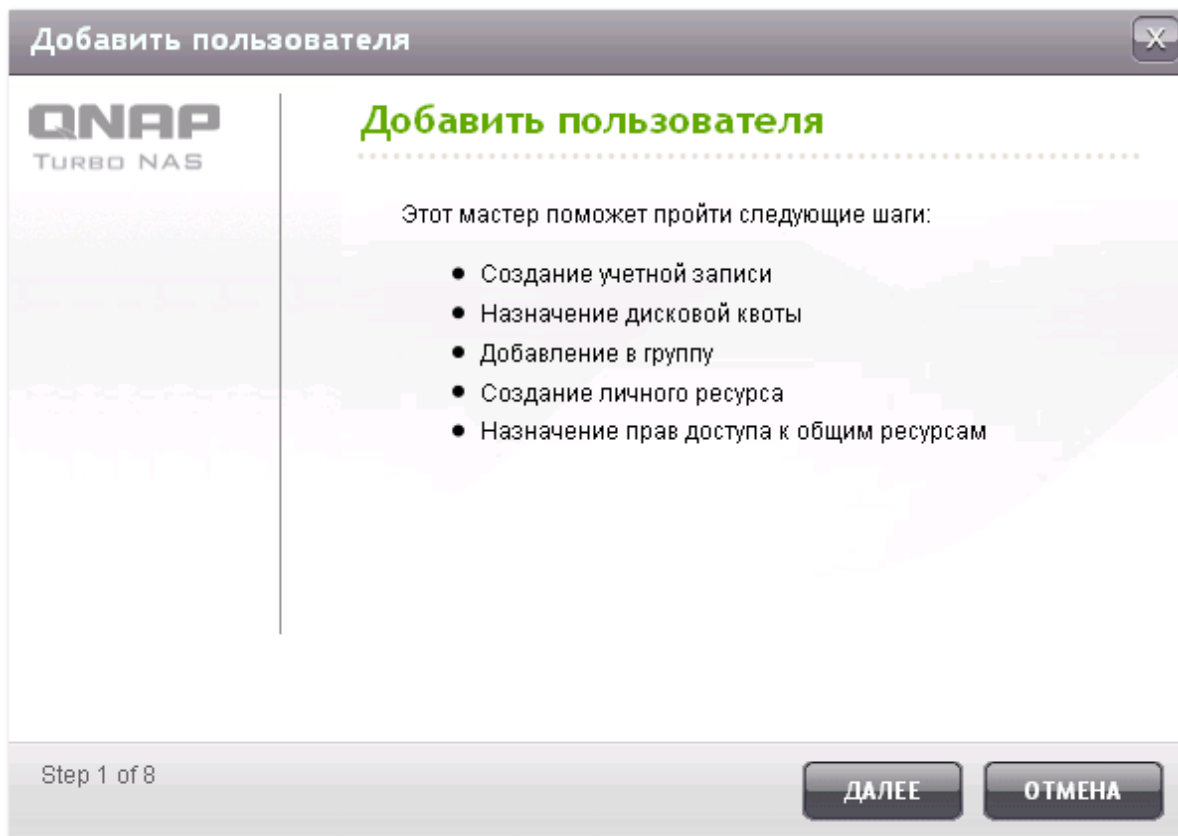 Добавить пользователя
X
QNAP
TURBO NAS
Добавить пользователя
Этот мастер поможет пройти следующие шаги:
● Создание учетной записи
● Назначение дисковой квоты
● Добавление в группу
● Создание личного ресурса
● Назначение прав доступа к общим ресурсам
Step 1 of 8
ДАЛЕЕ
ОТМЕНА